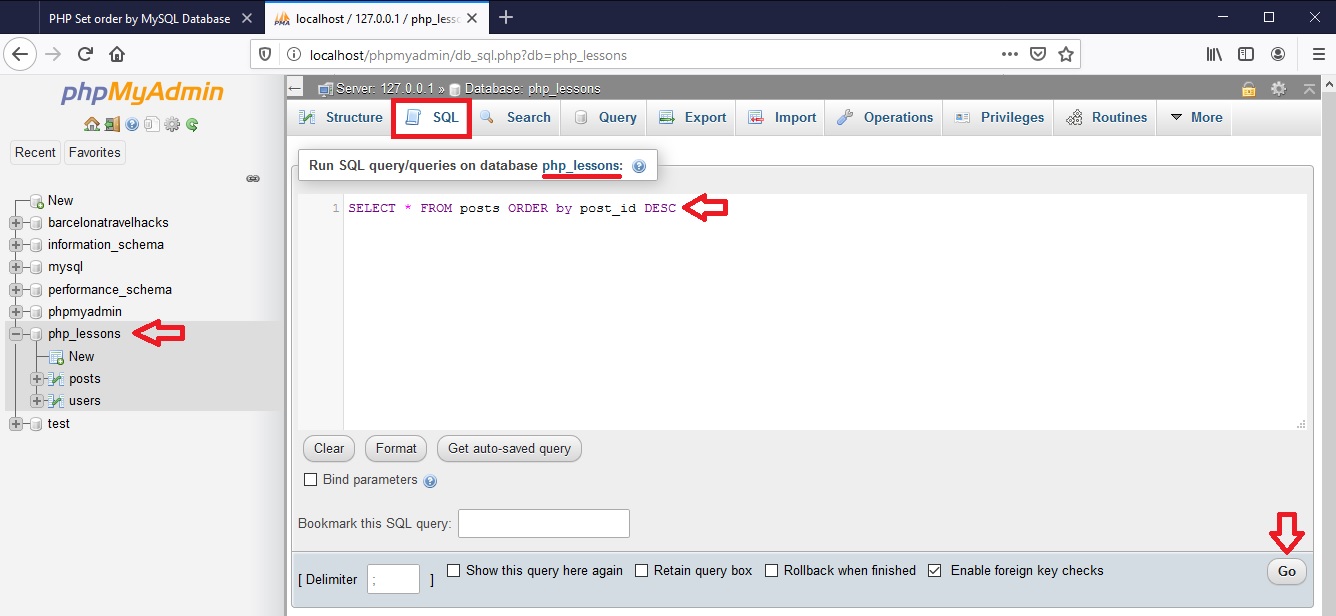 PHP Set order by MySQL Database
localhost / 127.0.0.1 / php_less
localhost/phpmyadmin/db_sql.php?db=php_lessons
phpMyAdmin
Recent Favorites
New
barcelonatravelhacks
information_schema
mysql
performance_schema
phpmyadmin
php_lessons
New
posts
users
test
Server: 127.0.0.1 » Database: php_lessons
Structure SQL Search Query Export Import Operations Privileges Routines More
Run SQL query/queries on database php_lessons:
1 SELECT * FROM posts ORDER by post_id DESC
Clear Format Get auto-saved query
Bind parameters
Bookmark this SQL query:
[ Delimiter ; ] Show this query here again Retain query box Rollback when finished Enable foreign key checks Go